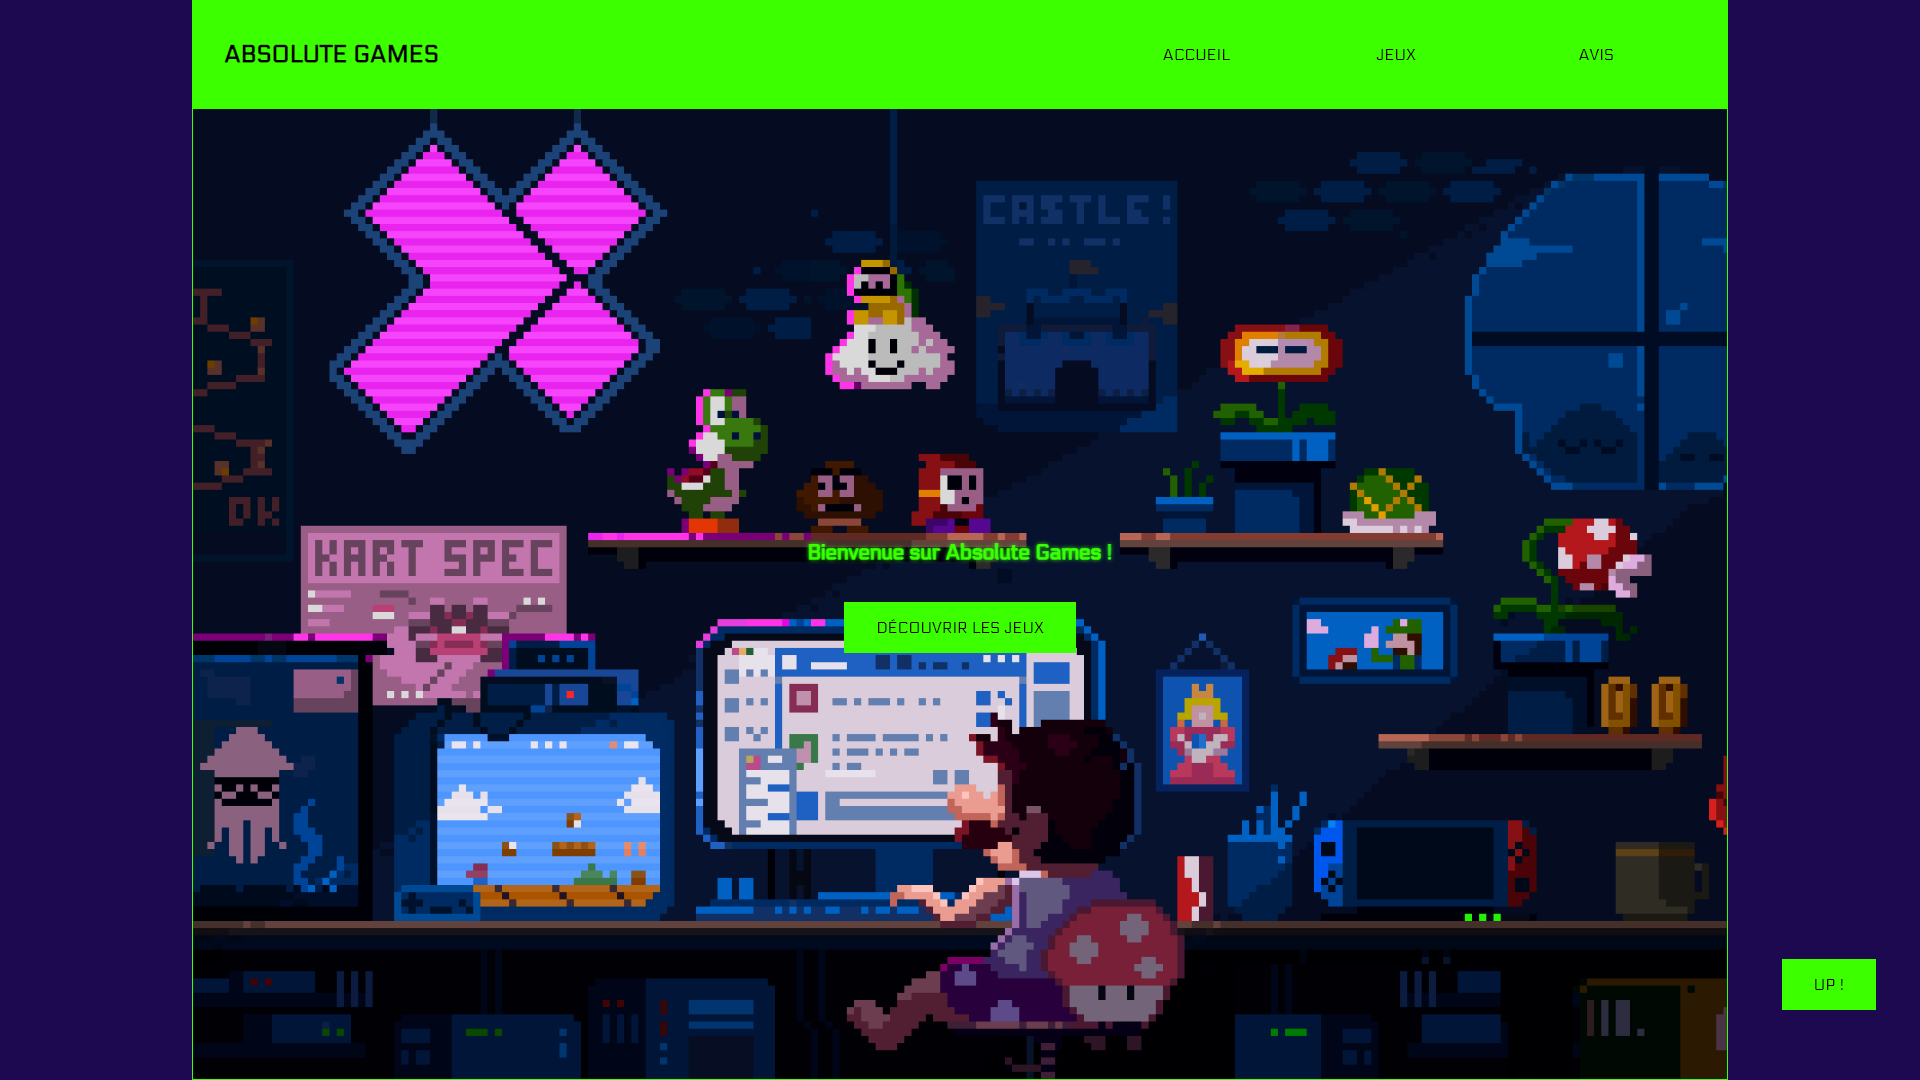 ABSOLUTE GAMES
ACCUEIL
JEUX
AVIS
CASTLE!
DK
KART SPEC
Bienvenue sur Absolute Games !
DÉCOUVRIR LES JEUX
UP !